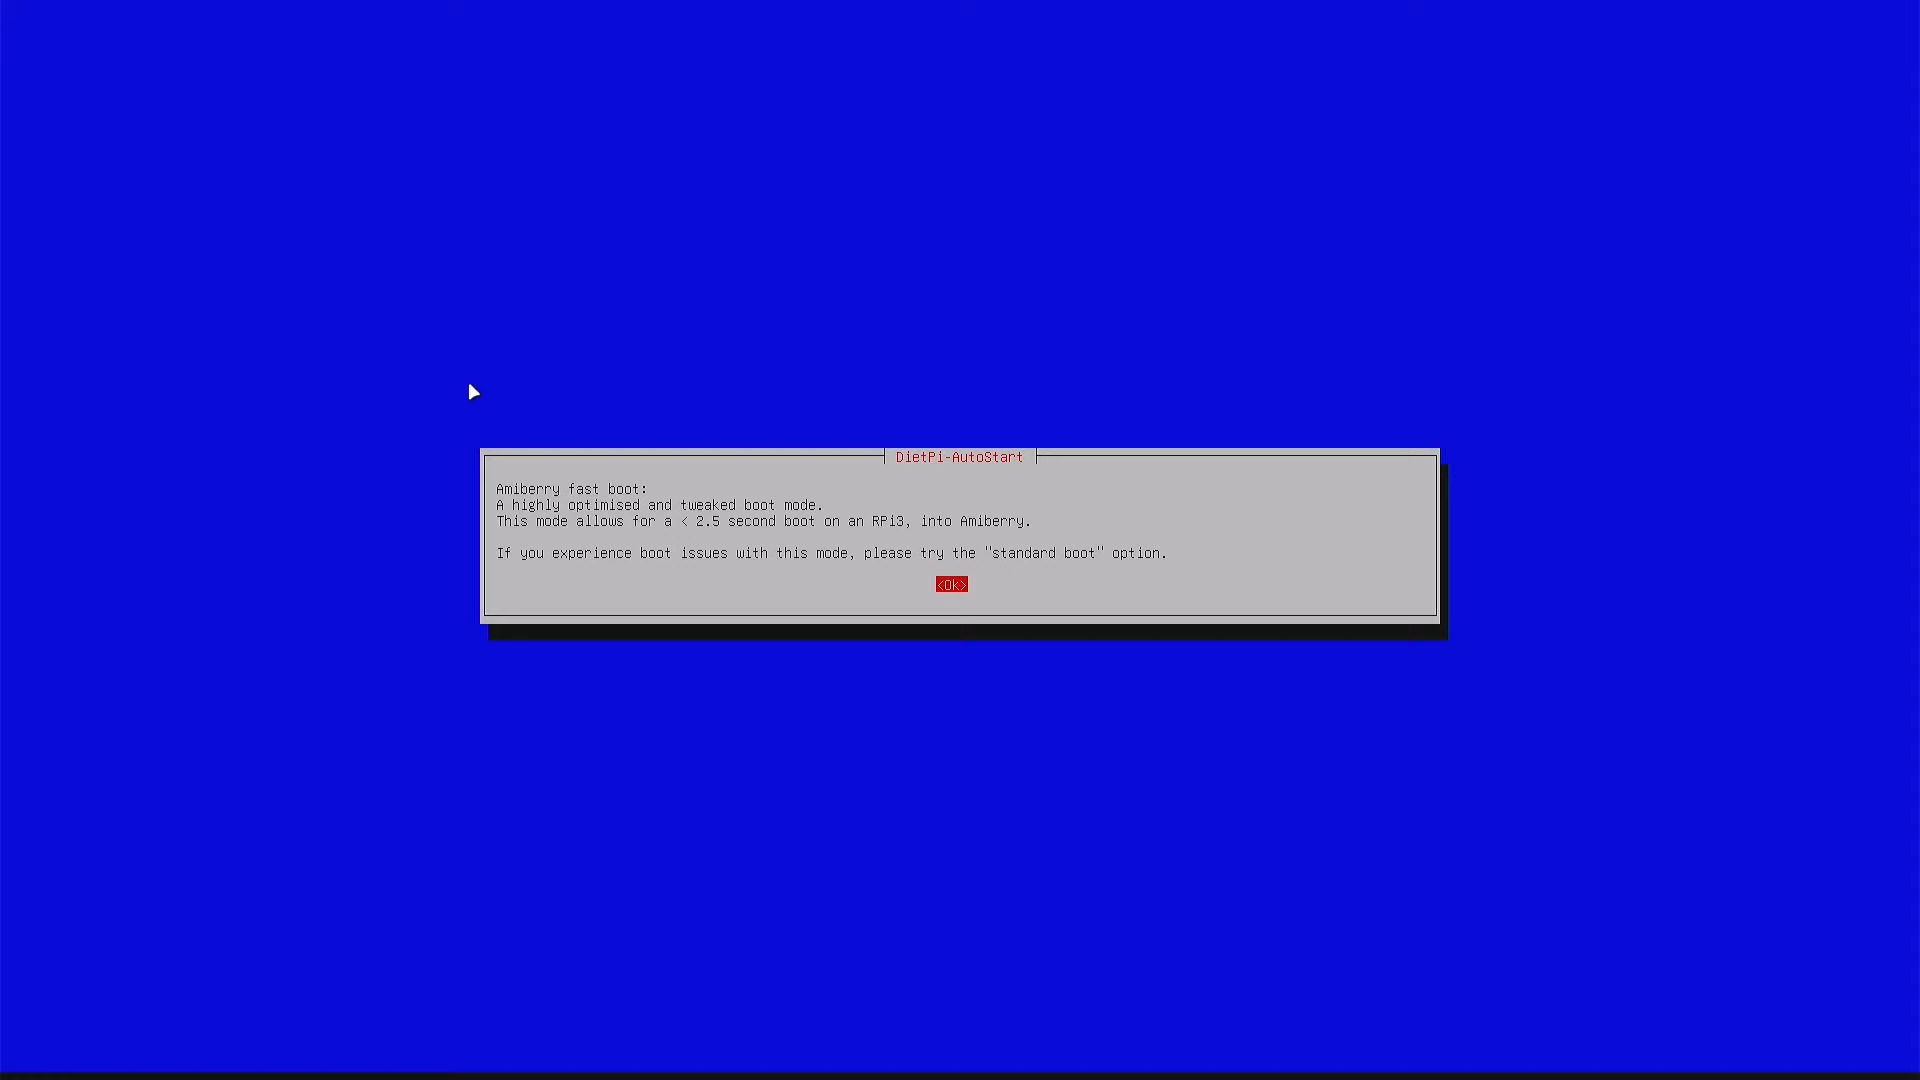 DietPi-AutoStart
Amiberry fast boot:
A highly optimised and tweaked boot mode.
This mode allows for a < 2.5 second boot on an RPi3, into Amiberry.
If you experience boot issues with this mode, please try the "standard boot" option.
<Ok>